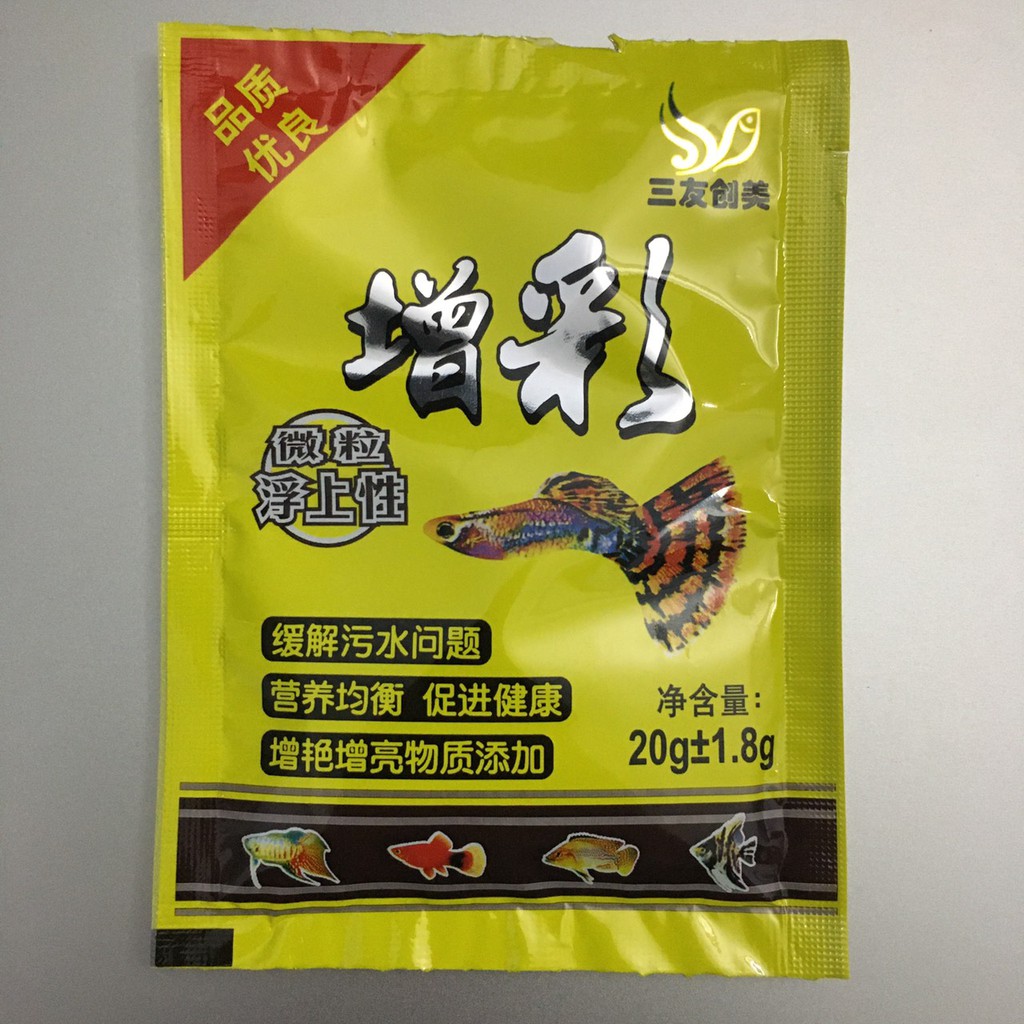 品质
优良
三友创美
增彩
微粒
浮上性
缓解污水问题
营养均衡 促进健康
增艳增亮物质添加
净含量:
20g±1.8g